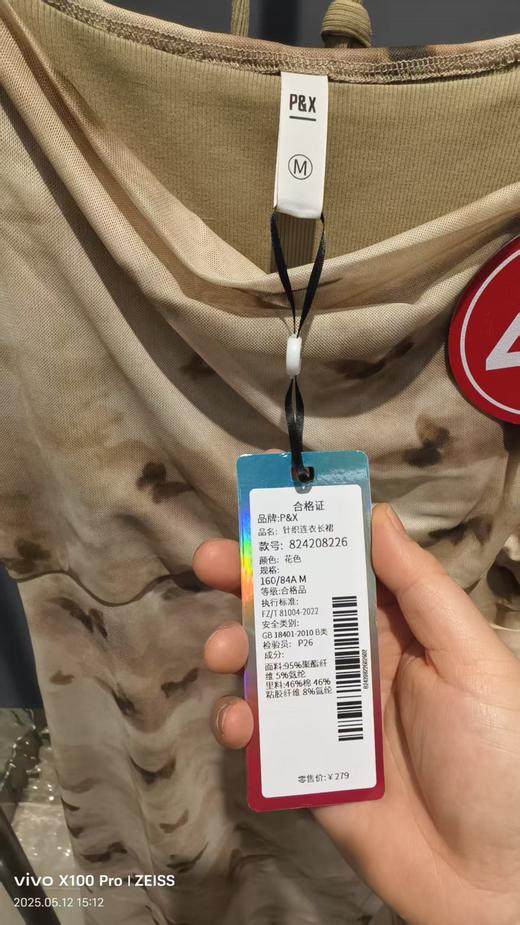 P&X
M
合格证
品牌:P&X
品名: 针织连衣长裙
款号: 824208226
颜色: 花色
规格:
160/84A M
等级:合格品
执行标准:
FZ/T 81004-2022
安全类别:
GB 18401-2010 B类
检验员: P26
成分:
面料:95%聚酯纤
维 5%氨纶
里料:46%棉 46%
粘胶纤维 8%氨纶
零售价:¥279
vivo X100 Pro | ZEISS
2025.05.12 15:12